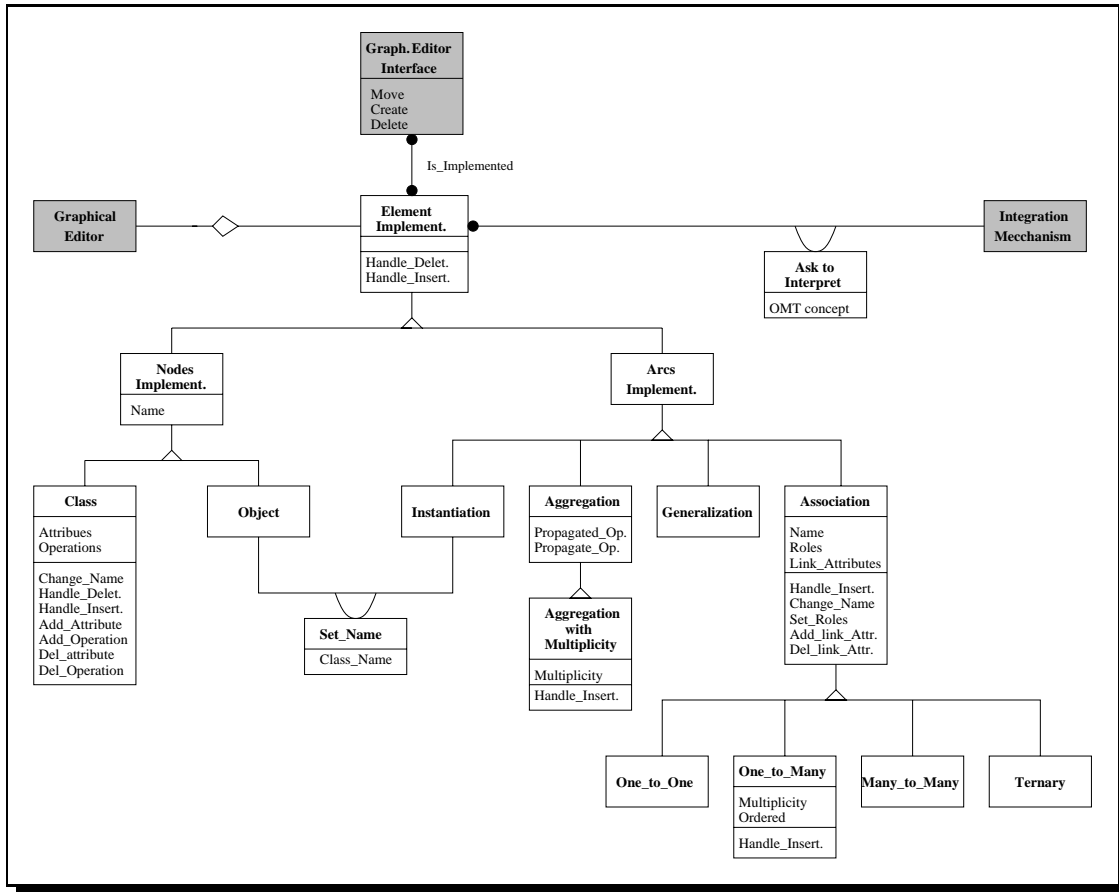 Graph. Editor
Interface
Move
Create
Delete
Is_Implemented
Graphical
Editor
Element
Implement.
Handle_Delet.
Handle_Insert.
Integration
Mecchanism
Ask to
Interpret
OMT concept
Nodes
Implement.
Name
Arcs
Implement.
Class
Attribues
Operations
Change_Name
Handle_Delet.
Handle_Insert.
Add_Attribute
Add_Operation
Del_attribute
Del_Operation
Object
Instantiation
Set_Name
Class_Name
Aggregation
Propagated_Op.
Propagate_Op.
Aggregation
with
Multiplicity
Multiplicity
Handle_Insert.
Generalization
Association
Name
Roles
Link_Attributes
Handle_Insert.
Change_Name
Set_Roles
Add_link_Attr.
Del_link_Attr.
One_to_One
One_to_Many
Multiplicity
Ordered
Handle_Insert.
Many_to_Many
Ternary